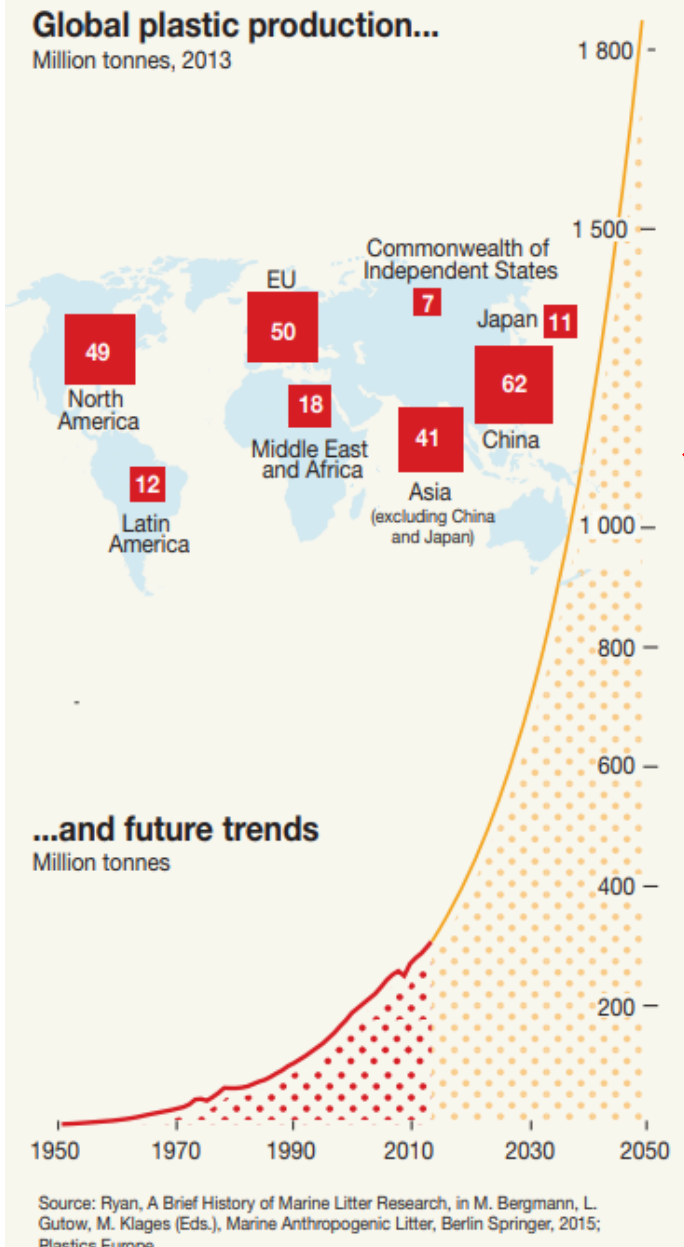 Global plastic production...
Million tonnes, 2013
1 800
1 500
Commonwealth of
Independent States
7
EU
50
Japan
11
49
North
America
18
Middle East
and Africa
62
China
41
Asia
(excluding China
and Japan)
12
Latin
America
1 000
800
600
...and future trends
Million tonnes
400
200
1950
1970
1990
2010
2030
2050
Source: Ryan, A Brief History of Marine Litter Research, in M. Bergmann, L.
Gutow, M. Klages (Eds.), Marine Anthropogenic Litter, Berlin Springer, 2015;
Plastics Europe